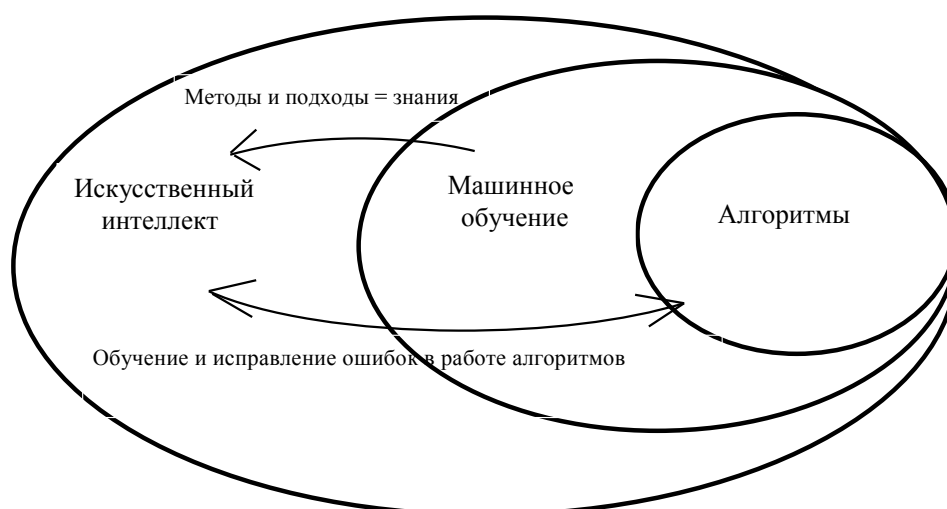 Методы и подходы = знания
Искусственный
интеллект
Машинное
обучение
Алгоритмы
Обучение и исправление ошибок в работе алгоритмов